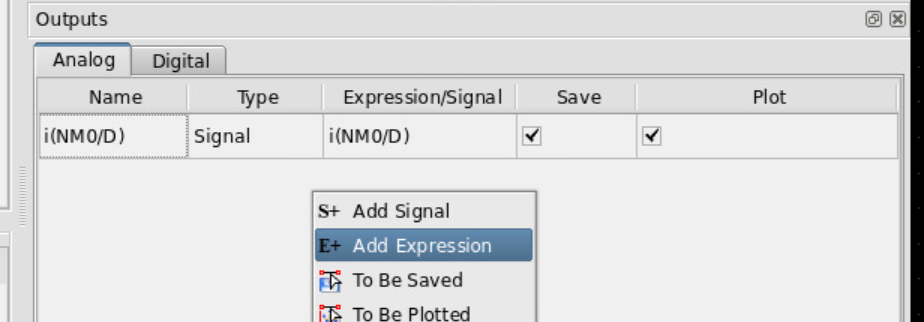 Outputs
Analog Digital
Name Type Expression/Signal Save Plot
i(NM0/D) Signal i(NM0/D)
S+ Add Signal
E+ Add Expression
To Be Saved
To Be Plotted